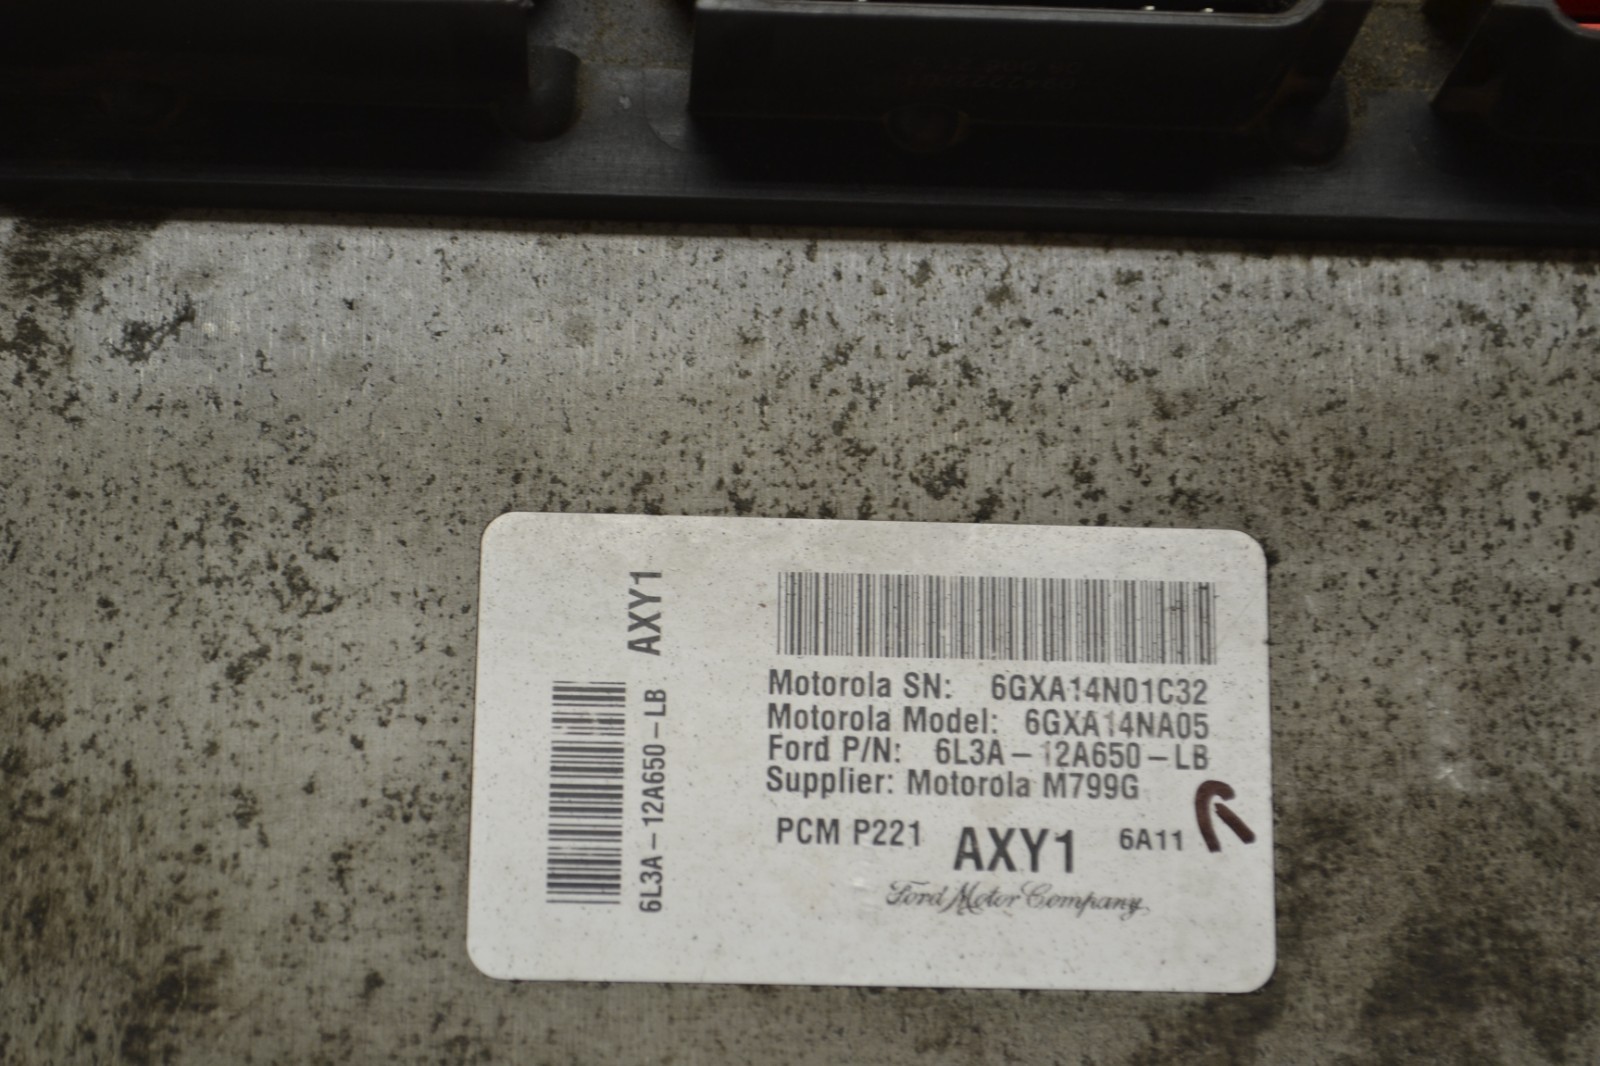 AXY1
6L3A-12A650-LB
Motorola SN: 6GXA14N01C32
Motorola Model: 6GXA14NA05
Ford P/N: 6L3A-12A650-LB
Supplier: Motorola M799G
PCM P221 AXY1 6A11
Ford Motor Company